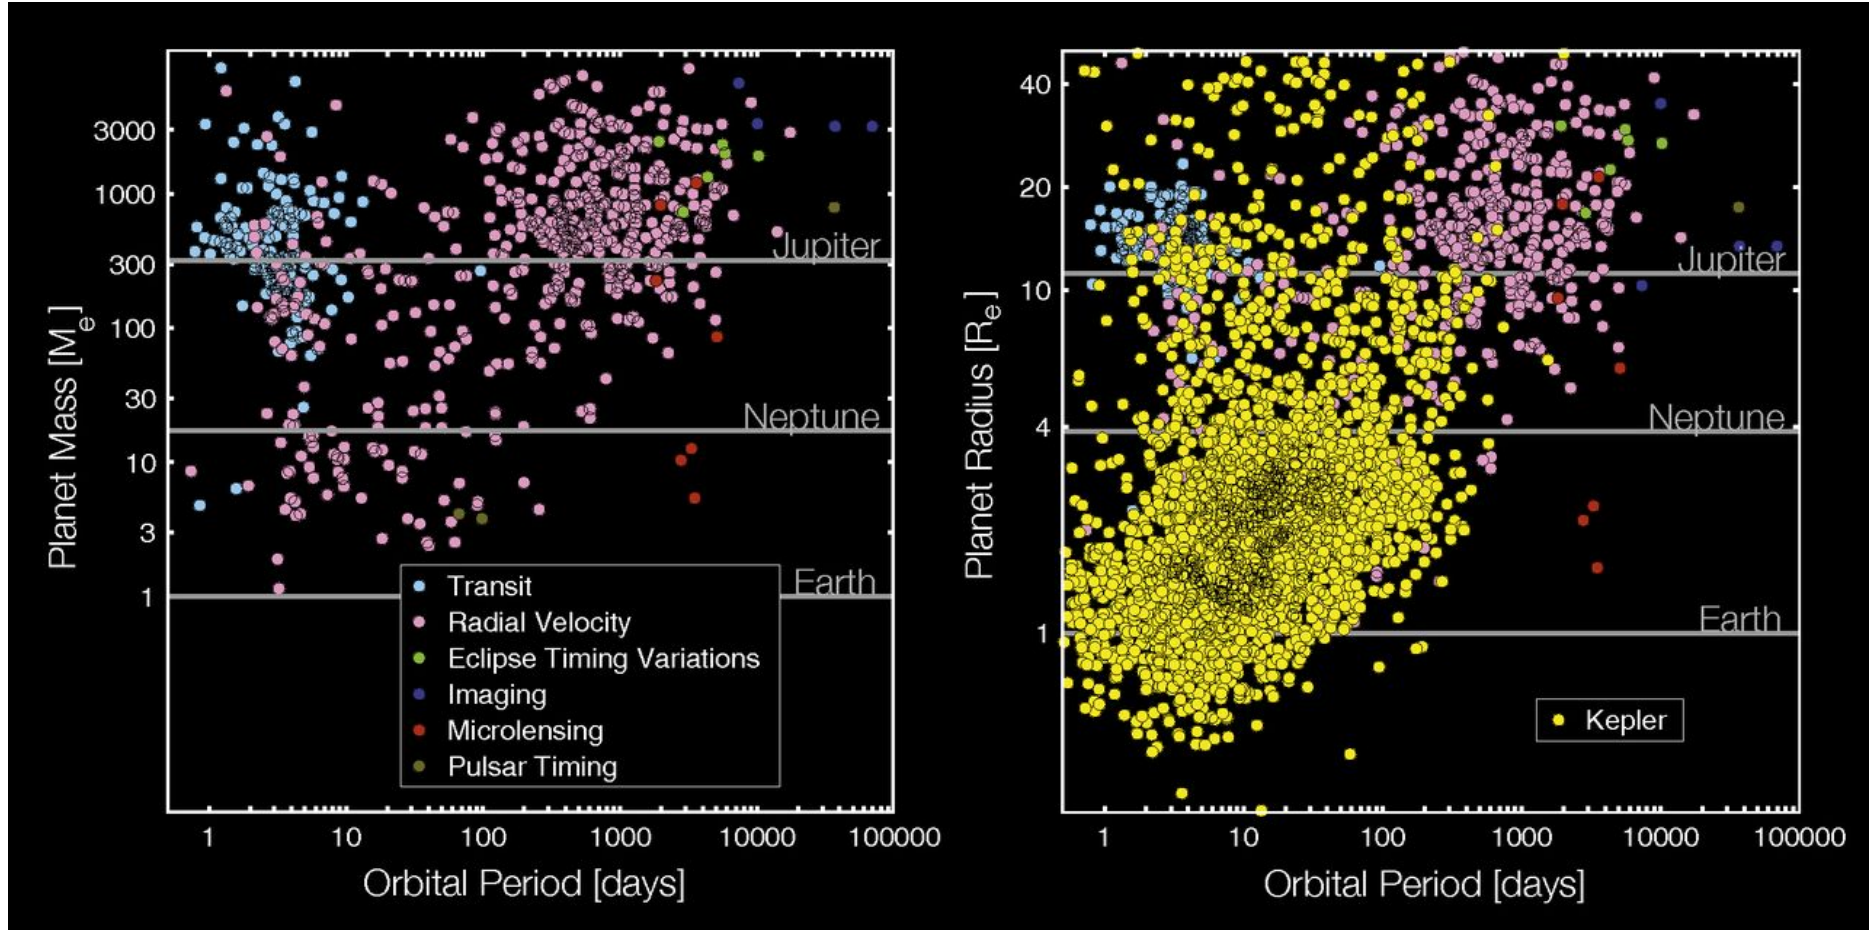 3000
1000
300
100
30
10
3
1
Planet Mass [Me]
Jupiter
Neptune
Earth
Transit
Radial Velocity
Eclipse Timing Variations
Imaging
Microlensing
Pulsar Timing
1 10 100 1000 10000 100000
Orbital Period [days]
40
20
10
4
1
Planet Radius [Re]
Jupiter
Neptune
Earth
Kepler
1 10 100 1000 10000 100000
Orbital Period [days]